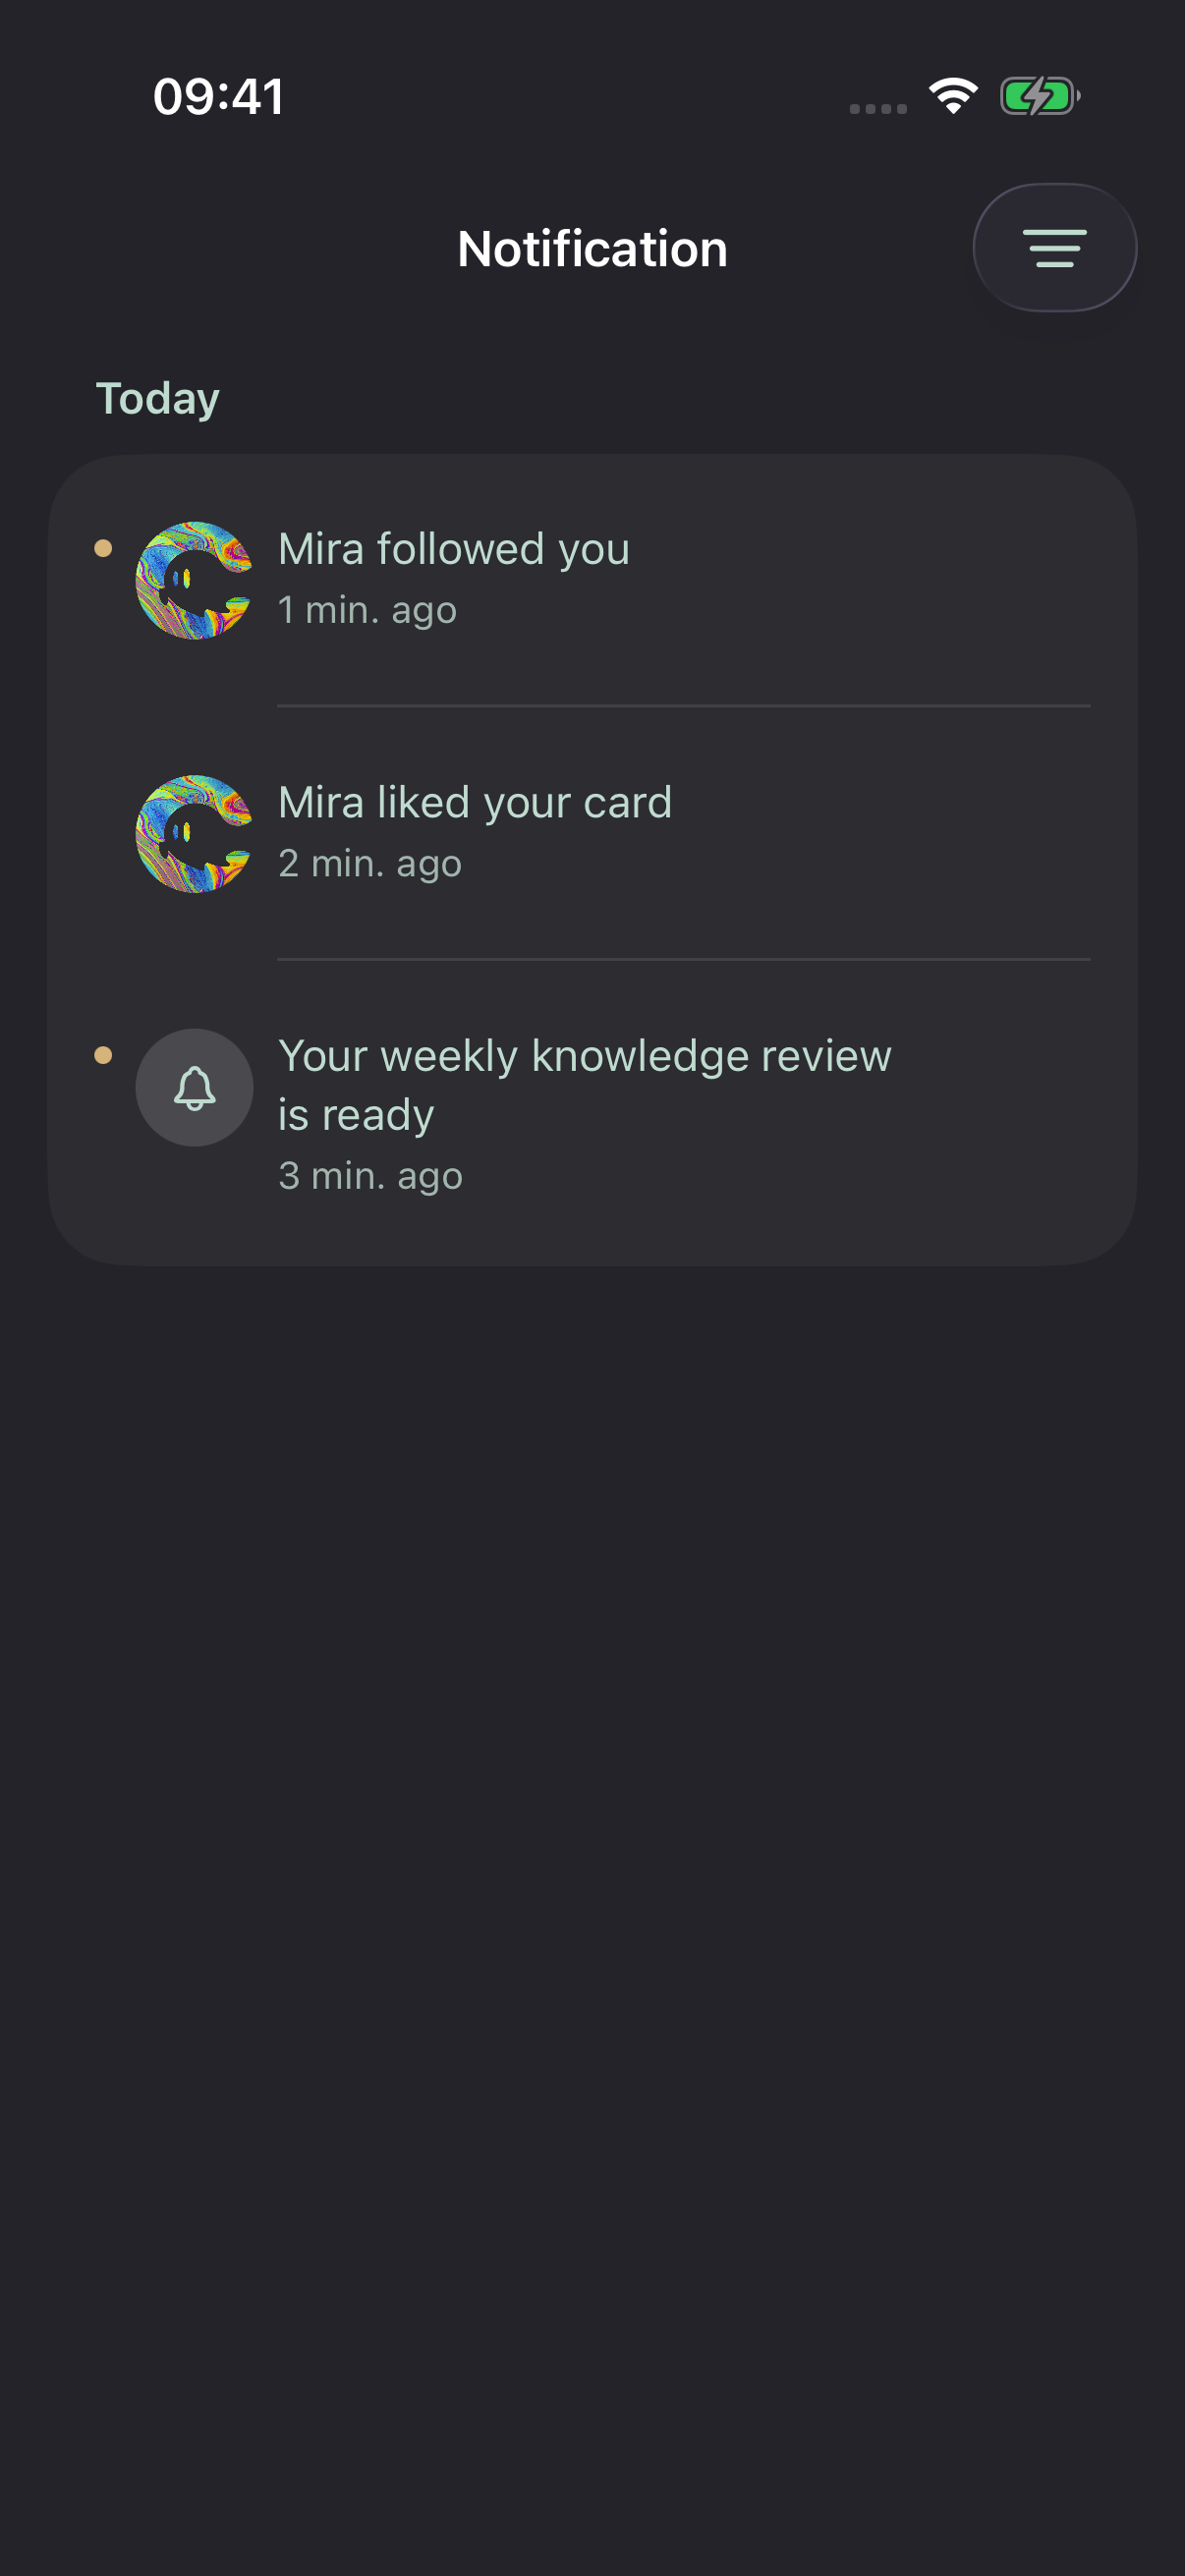 09:41
Notification
Today
Mira followed you
1 min. ago
Mira liked your card
2 min. ago
Your weekly knowledge review
is ready
3 min. ago